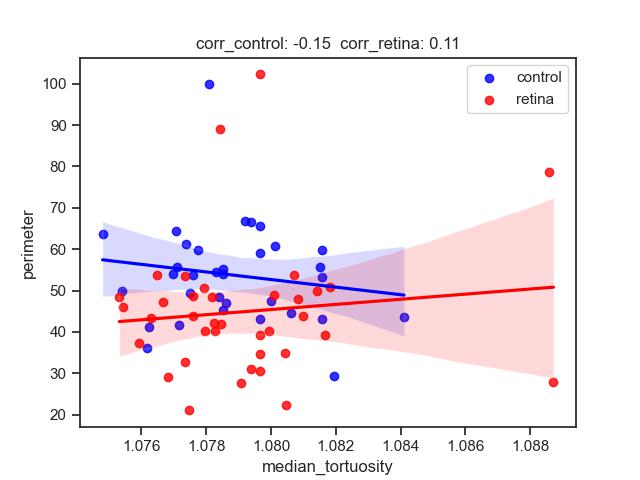 corr_control: -0.15  corr_retina: 0.11
control
retina
perimeter
100
90
80
70
60
50
40
30
20
1.076 1.078 1.080 1.082 1.084 1.086 1.088
median_tortuosity